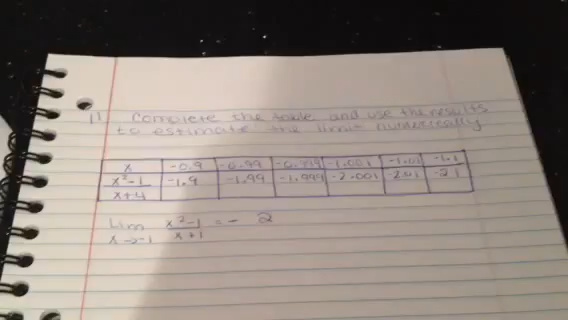 11 Complete the table and use the results
to estimate the limit numerically
x -0.9 -0.99 -0.999 -1.001 -1.01 -1.1
x²-1 -1.9 -1.99 -1.999 -2.001 -2.01 -2.1
x+4
Lim x²-1 = - 2
x→-1 x+1